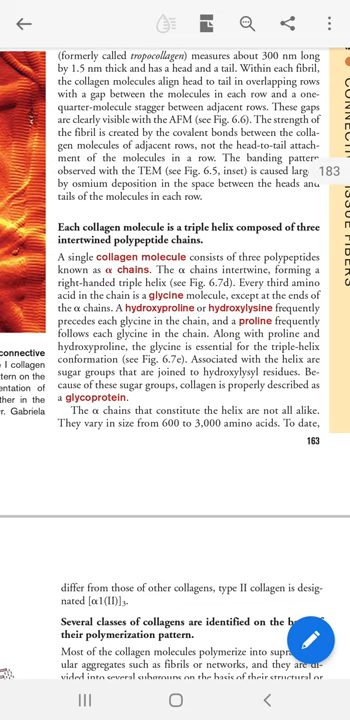 (formerly called tropocollagen) measures about 300 nm long
by 1.5 nm thick and has a head and a tail. Within each fibril,
the collagen molecules align head to tail in overlapping rows
with a gap between the molecules in each row and a one-
quarter-molecule stagger between adjacent rows. These gaps
are clearly visible with the AFM (see Fig. 6.6). The strength of
the fibril is created by the covalent bonds between the colla-
gen molecules of adjacent rows, not the head-to-tail attach-
ment of the molecules in a row. The banding pattern
observed with the TEM (see Fig. 6.5, inset) is caused larg
by osmium deposition in the space between the heads and
tails of the molecules in each row.
183
CONNECTI
ISSUE FIBERS
Each collagen molecule is a triple helix composed of three
intertwined polypeptide chains.
A single collagen molecule consists of three polypeptides
known as α chains. The α chains intertwine, forming a
right-handed triple helix (see Fig. 6.7d). Every third amino
acid in the chain is a glycine molecule, except at the ends of
the α chains. A hydroxyproline or hydroxylysine frequently
precedes each glycine in the chain, and a proline frequently
follows each glycine in the chain. Along with proline and
hydroxyproline, the glycine is essential for the triple-helix
conformation (see Fig. 6.7e). Associated with the helix are
sugar groups that are joined to hydroxylysyl residues. Be-
cause of these sugar groups, collagen is properly described as
a glycoprotein.
The α chains that constitute the helix are not all alike.
They vary in size from 600 to 3,000 amino acids. To date,
connective
I collagen
tern on the
entation of
ther in the
r. Gabriela
163
differ from those of other collagens, type II collagen is desig-
nated [α1(II)]3.
Several classes of collagens are identified on the b of
their polymerization pattern.
Most of the collagen molecules polymerize into supra
ular aggregates such as fibrils or networks, and they are di-
vided into several subgroups on the basis of their structural or